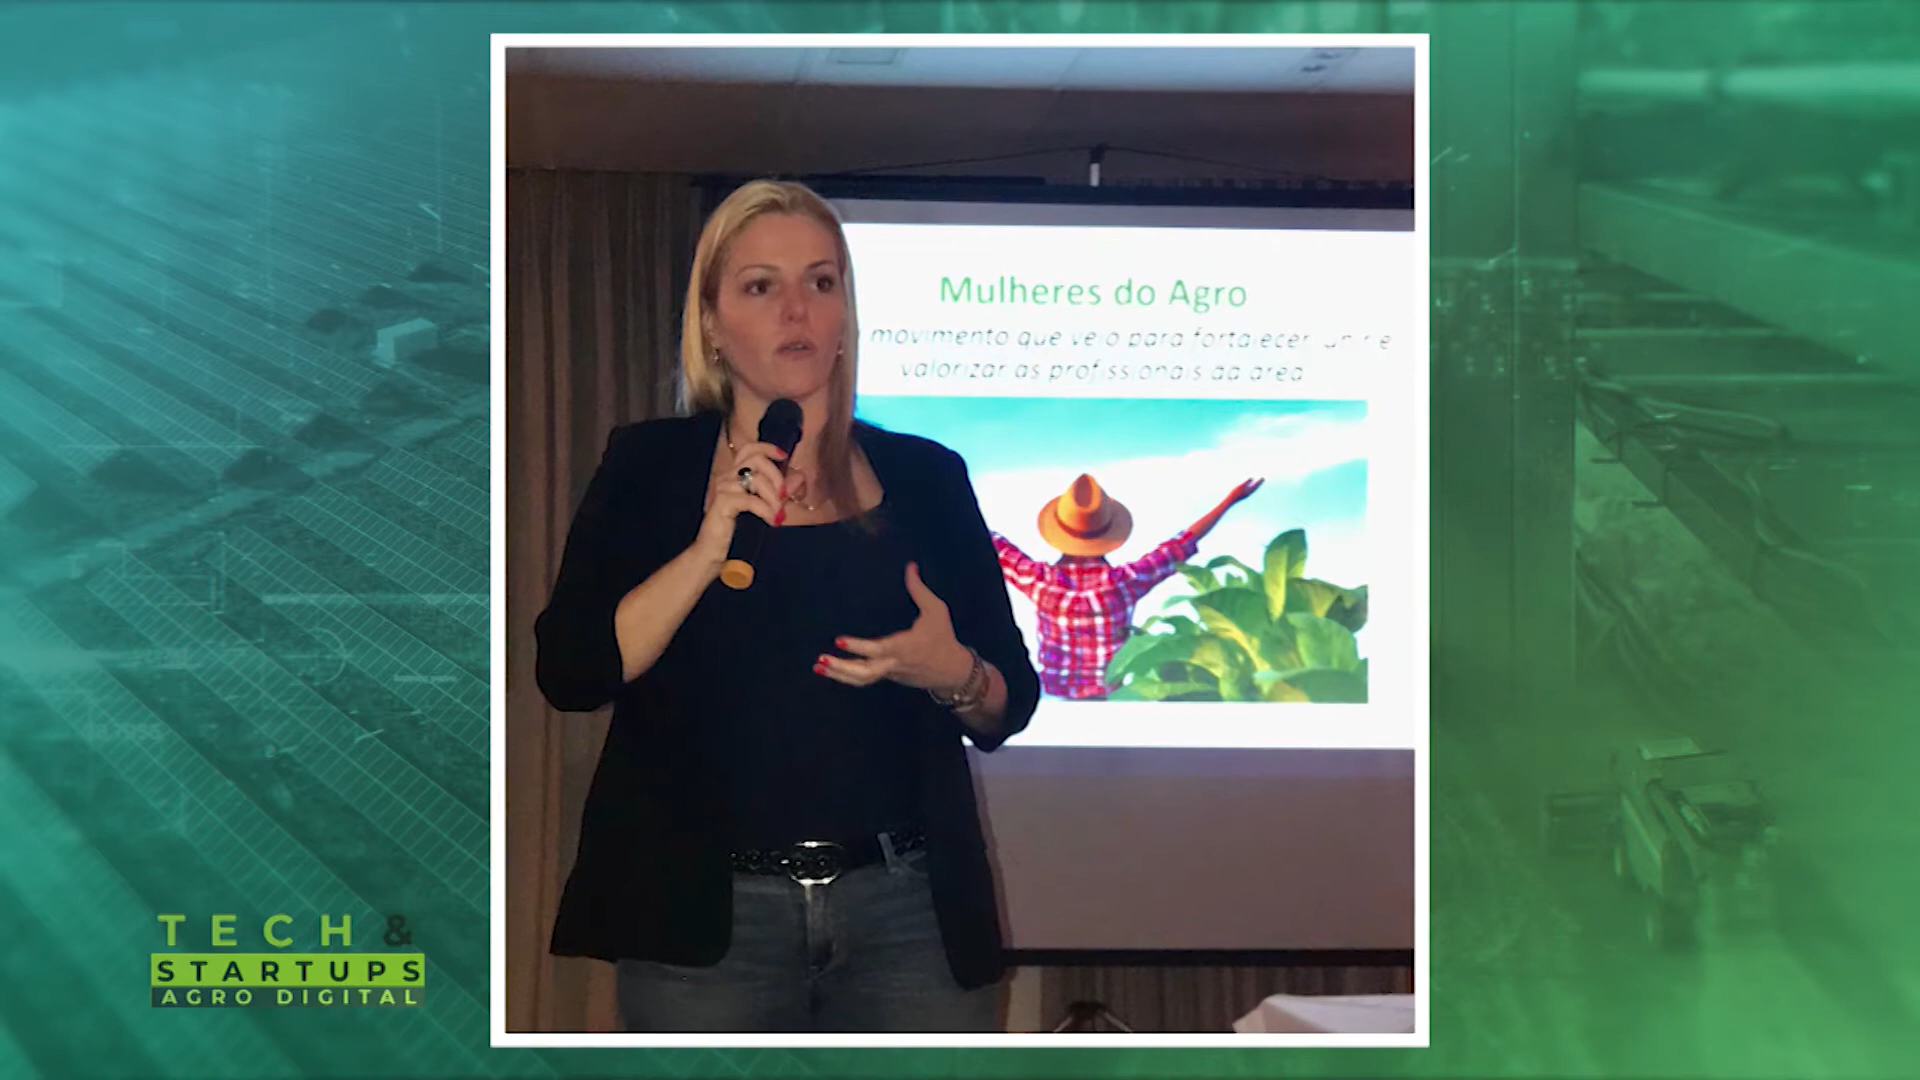 Mulheres do Agro
movimento que veio para fortalecer unir e
valorizar as profissionais da área
TECH &
STARTUPS
AGRO DIGITAL